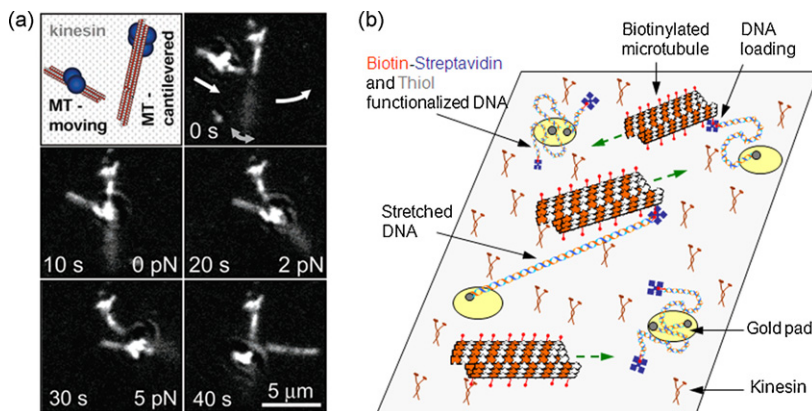 (a)
kinesin
MT -
moving
MT -
cantilevered
0 s
10 s
0 pN
20 s
2 pN
30 s
5 pN
40 s
5 μm
(b)
Biotin-Streptavidin
and Thiol
functionalized DNA
Biotinylated
microtubule
DNA
loading
Stretched
DNA
Gold pad
Kinesin